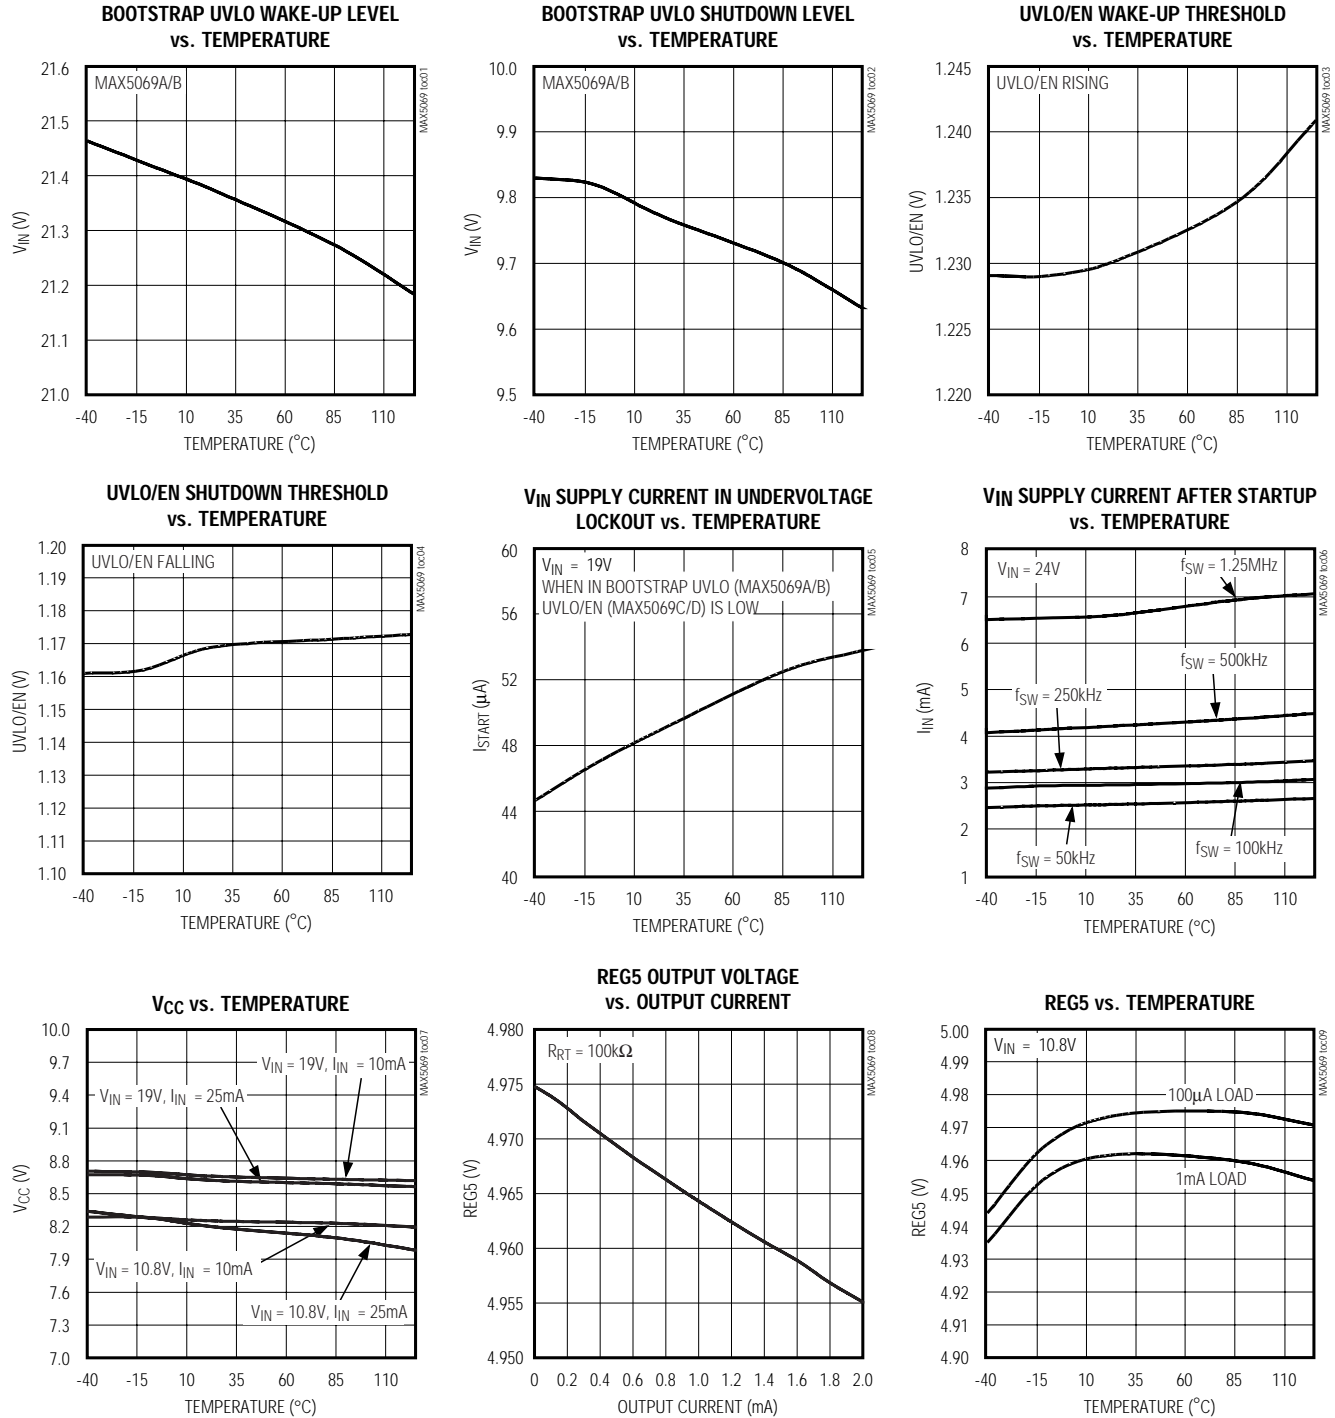 BOOTSTRAP UVLO WAKE-UP LEVEL
vs. TEMPERATURE
21.6
21.5
21.4
21.3
21.2
21.1
21.0
VIN (V)
MAX5069A/B
MAX5069 toc01
-40 -15 10 35 60 85 110
TEMPERATURE (°C)
BOOTSTRAP UVLO SHUTDOWN LEVEL
vs. TEMPERATURE
10.0
9.9
9.8
9.7
9.6
9.5
VIN (V)
MAX5069A/B
MAX5069 toc02
-40 -15 10 35 60 85 110
TEMPERATURE (°C)
UVLO/EN WAKE-UP THRESHOLD
vs. TEMPERATURE
1.245
1.240
1.235
1.230
1.225
1.220
UVLO/EN (V)
UVLO/EN RISING
MAX5069 toc03
-40 -15 10 35 60 85 110
TEMPERATURE (°C)
UVLO/EN SHUTDOWN THRESHOLD
vs. TEMPERATURE
1.20
1.19
1.18
1.17
1.16
1.15
1.14
1.13
1.12
1.11
1.10
UVLO/EN (V)
UVLO/EN FALLING
MAX5069 toc04
-40 -15 10 35 60 85 110
TEMPERATURE (°C)
VIN SUPPLY CURRENT IN UNDERVOLTAGE
LOCKOUT vs. TEMPERATURE
60
56
52
48
44
40
ISTART (µA)
VIN = 19V
WHEN IN BOOTSTRAP UVLO (MAX5069A/B)
UVLO/EN (MAX5069C/D) IS LOW
MAX5069 toc05
-40 -15 10 35 60 85 110
TEMPERATURE (°C)
VIN SUPPLY CURRENT AFTER STARTUP
vs. TEMPERATURE
8
7
6
5
4
3
2
1
IIN (mA)
VIN = 24V
fSW = 1.25MHz
fSW = 500kHz
fSW = 250kHz
fSW = 100kHz
fSW = 50kHz
MAX5069 toc06
-40 -15 10 35 60 85 110
TEMPERATURE (°C)
VCC vs. TEMPERATURE
10.0
9.7
9.4
9.1
8.8
8.5
8.2
7.9
7.6
7.3
7.0
VCC (V)
VIN = 19V, IIN = 10mA
VIN = 19V, IIN = 25mA
VIN = 10.8V, IIN = 10mA
VIN = 10.8V, IIN = 25mA
MAX5069 toc07
-40 -15 10 35 60 85 110
TEMPERATURE (°C)
REG5 OUTPUT VOLTAGE
vs. OUTPUT CURRENT
4.980
4.975
4.970
4.965
4.960
4.955
4.950
REG5 (V)
RRT = 100kΩ
MAX5069 toc08
0 0.2 0.4 0.6 0.8 1.0 1.2 1.4 1.6 1.8 2.0
OUTPUT CURRENT (mA)
REG5 vs. TEMPERATURE
5.00
4.99
4.98
4.97
4.96
4.95
4.94
4.93
4.92
4.91
4.90
REG5 (V)
VIN = 10.8V
100µA LOAD
1mA LOAD
MAX5069 toc09
-40 -15 10 35 60 85 110
TEMPERATURE (°C)